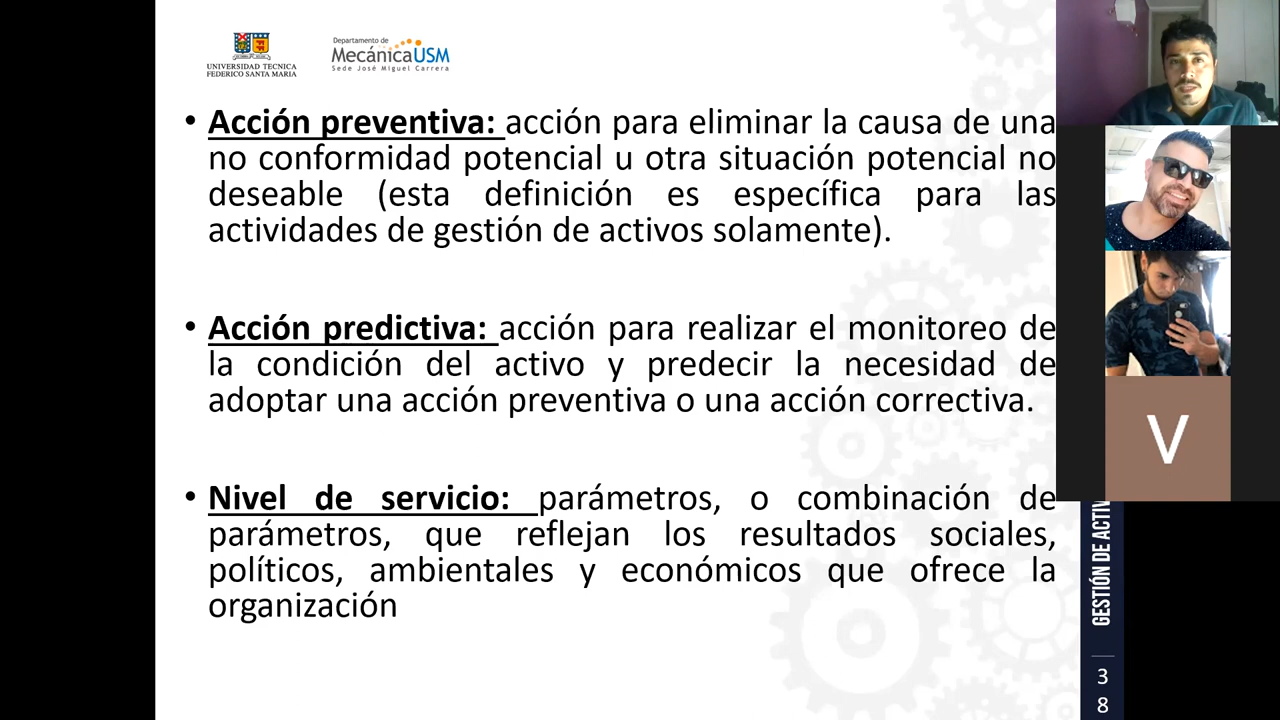 UNIVERSIDAD TECNICA
FEDERICO SANTA MARIA
Departamento de
MecánicaUSM
Sede José Miguel Carrera
• Acción preventiva: acción para eliminar la causa de una
no conformidad potencial u otra situación potencial no
deseable (esta definición es específica para las
actividades de gestión de activos solamente).
• Acción predictiva: acción para realizar el monitoreo de
la condición del activo y predecir la necesidad de
adoptar una acción preventiva o una acción correctiva.
• Nivel de servicio: parámetros, o combinación de
parámetros, que reflejan los resultados sociales,
políticos, ambientales y económicos que ofrece la
organización
V
GESTIÓN DE ACTIV
3
8